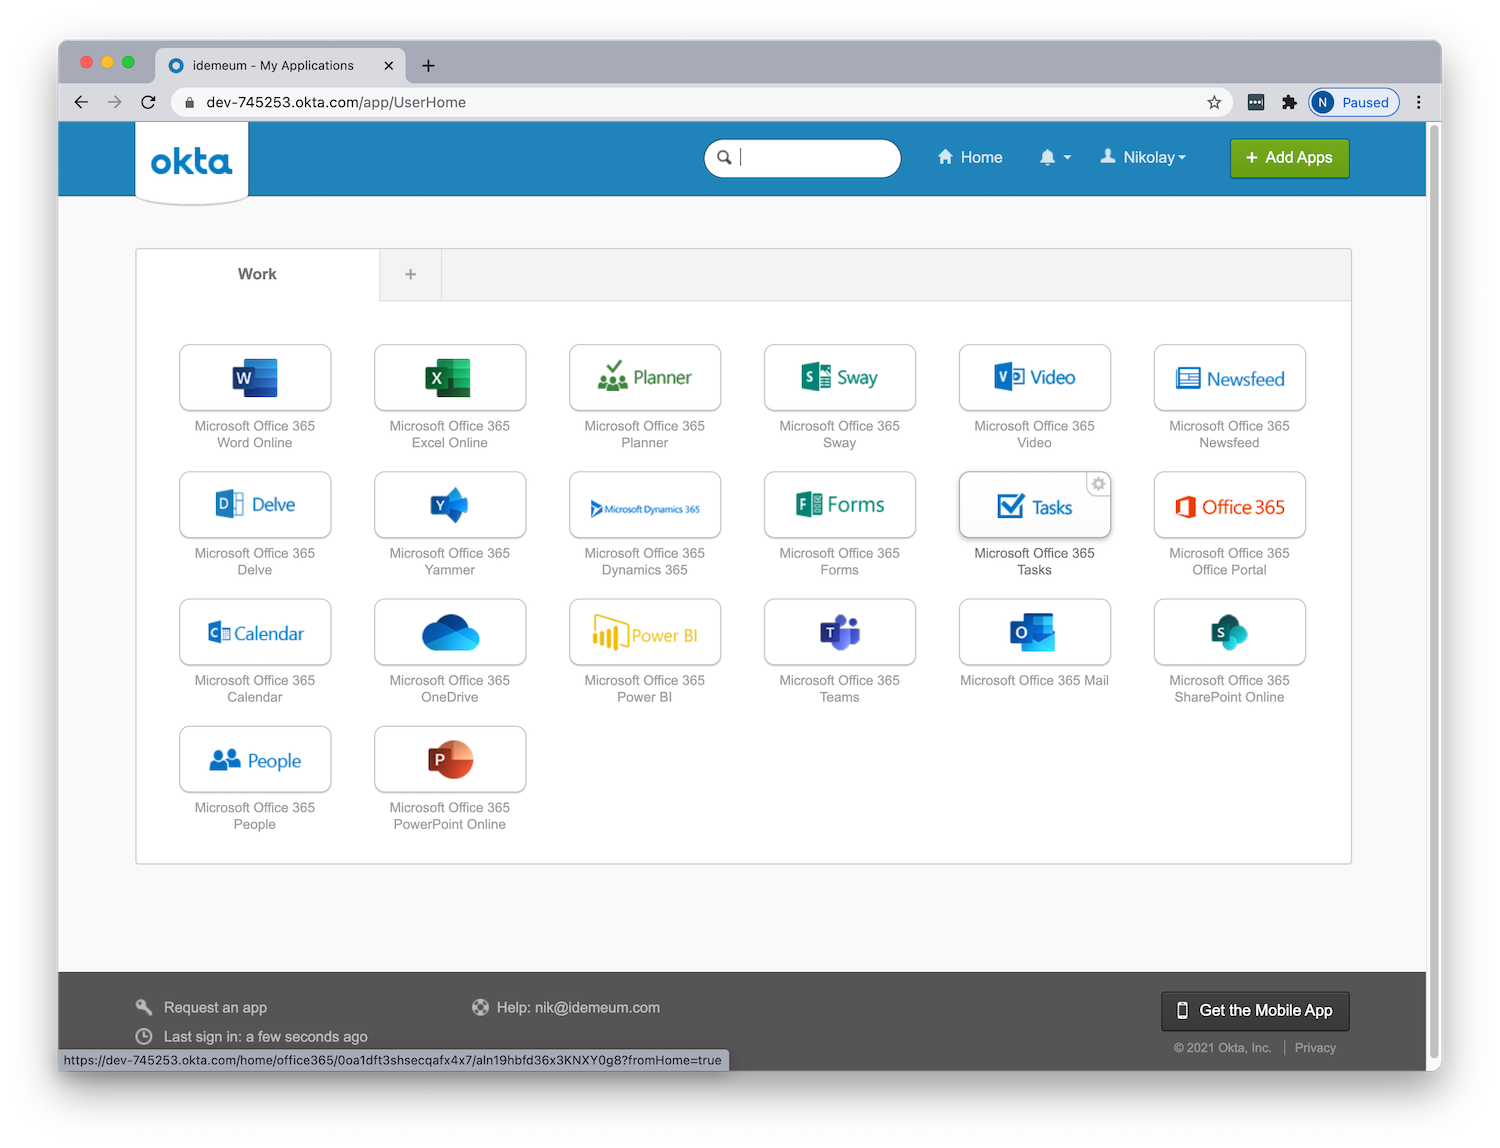 idemeum - My Applications
dev-745253.okta.com/app/UserHome
N Paused
okta
Home
Nikolay
+ Add Apps
Work
+
W
X
Planner
S Sway
V Video
Newsfeed
Microsoft Office 365
Word Online
Microsoft Office 365
Excel Online
Microsoft Office 365
Planner
Microsoft Office 365
Sway
Microsoft Office 365
Video
Microsoft Office 365
Newsfeed
D Delve
Y
Microsoft Dynamics 365
F Forms
Tasks
Office 365
Microsoft Office 365
Delve
Microsoft Office 365
Yammer
Microsoft Office 365
Dynamics 365
Microsoft Office 365
Forms
Microsoft Office 365
Tasks
Microsoft Office 365
Office Portal
C Calendar
Power BI
T
O
S
Microsoft Office 365
Calendar
Microsoft Office 365
OneDrive
Microsoft Office 365
Power BI
Microsoft Office 365
Teams
Microsoft Office 365 Mail
Microsoft Office 365
SharePoint Online
People
P
Microsoft Office 365
People
Microsoft Office 365
PowerPoint Online
Request an app
Help: nik@idemeum.com
Get the Mobile App
Last sign in: a few seconds ago
© 2021 Okta, Inc. | Privacy
https://dev-745253.okta.com/home/office365/0oa1dft3shsecqafx4x7/aln19hbfd36x3KNXY0g8?fromHome=true